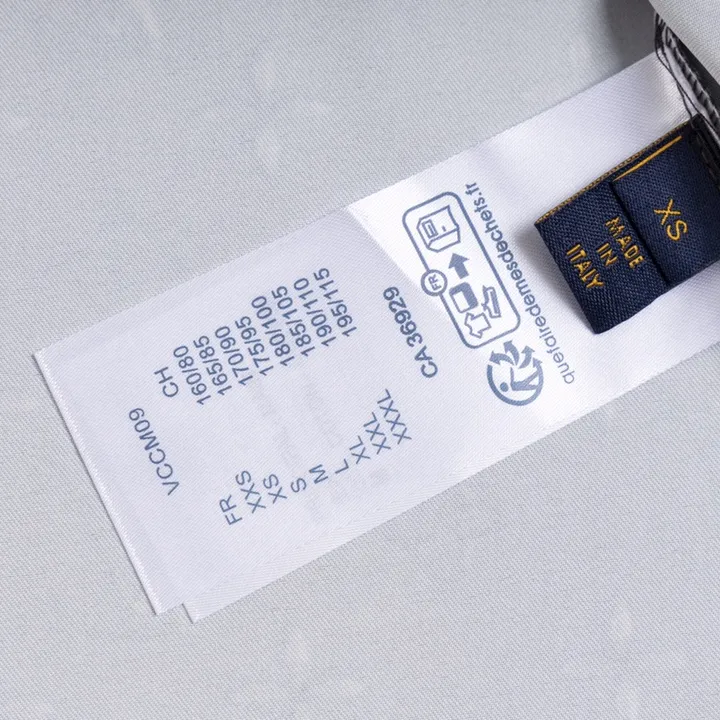 VCCM09
FR CH
XXS 160/80
XS 165/85
S 170/90
M 175/95
L 180/100
XL 185/105
XXL 190/110
XXXL 195/115
CA 36929
FR
quefairedemesdechets.fr
MADE
IN
ITALY
XS